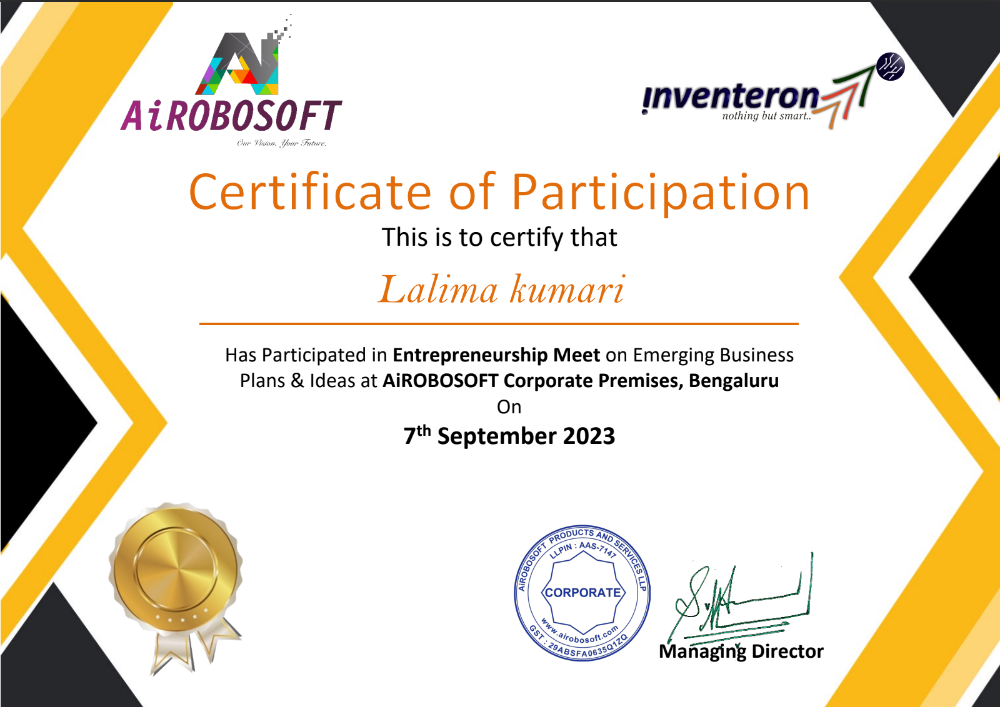 AiROBOSOFT
Our Vision, Your Future.
inventeron
nothing but smart..
Certificate of Participation
This is to certify that
Lalima kumari
Has Participated in Entrepreneurship Meet on Emerging Business
Plans & Ideas at AiROBOSOFT Corporate Premises, Bengaluru
On
7th September 2023
AiROBOSOFT PRODUCTS AND SERVICES LLP
LLPIN : AAS-7147
CORPORATE
www.airobosoft.com
GST : 29ABSFA0635Q1ZQ
Managing Director